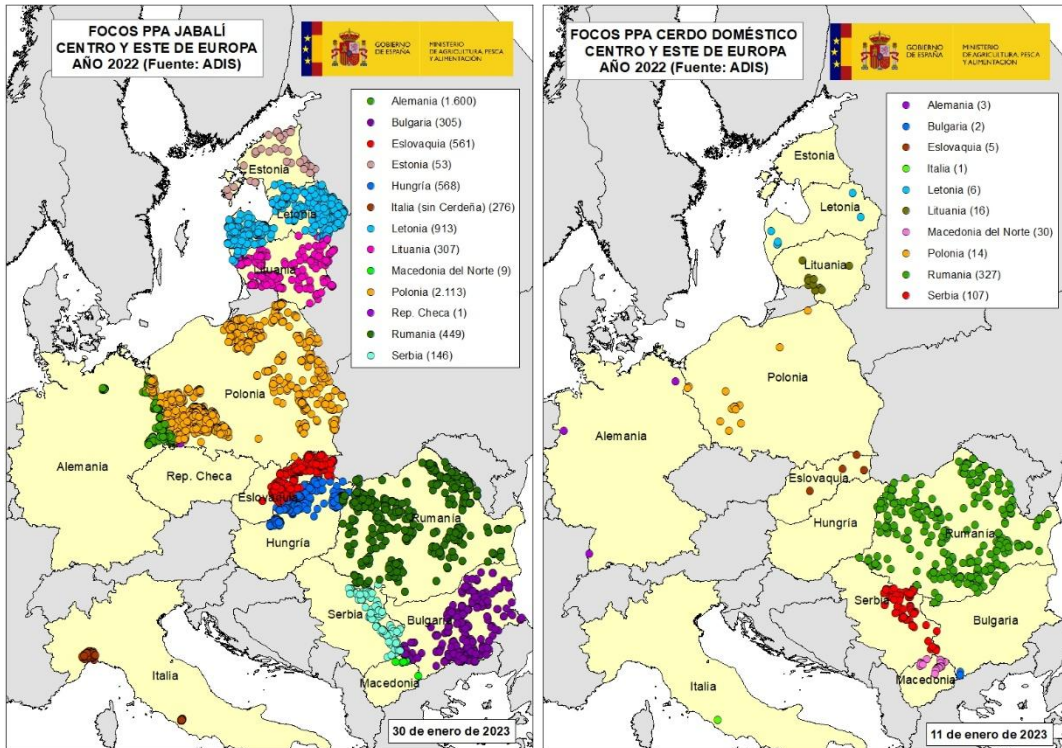 FOCOS PPA JABALÍ
CENTRO Y ESTE DE EUROPA
AÑO 2022 (Fuente: ADIS)
GOBIERNO
DE ESPAÑA
MINISTERIO
DE AGRICULTURA, PESCA
Y ALIMENTACIÓN
Alemania (1.600)
Bulgaria (305)
Eslovaquia (561)
Estonia (53)
Hungría (568)
Italia (sin Cerdeña) (276)
Letonia (913)
Lituania (307)
Macedonia del Norte (9)
Polonia (2.113)
Rep. Checa (1)
Rumania (449)
Serbia (146)
Estonia
Letonia
Lituania
Polonia
Alemania
Rep. Checa
Eslovaquia
Hungría
Rumanía
Serbia
Bulgaria
Macedonia
Italia
30 de enero de 2023
FOCOS PPA CERDO DOMÉSTICO
CENTRO Y ESTE DE EUROPA
AÑO 2022 (Fuente: ADIS)
GOBIERNO
DE ESPAÑA
MINISTERIO
DE AGRICULTURA, PESCA
Y ALIMENTACIÓN
Alemania (3)
Bulgaria (2)
Eslovaquia (5)
Italia (1)
Letonia (6)
Lituania (16)
Macedonia del Norte (30)
Polonia (14)
Rumania (327)
Serbia (107)
Estonia
Letonia
Lituania
Polonia
Alemania
Eslovaquia
Hungría
Rumanía
Serbia
Bulgaria
Macedonia
Italia
11 de enero de 2023